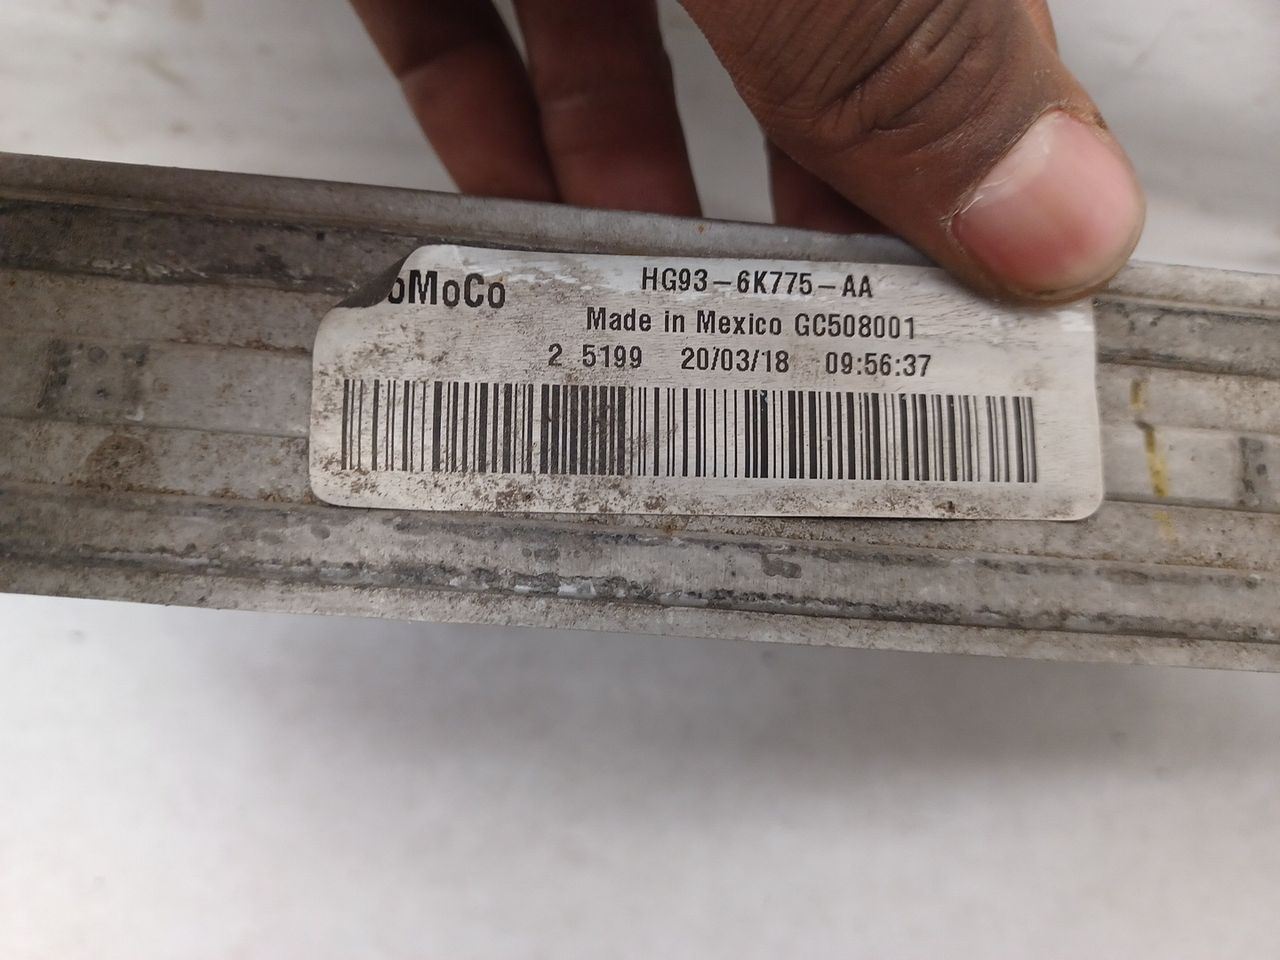 oMoCo HG93-6K775-AA
Made in Mexico GC508001
2 5199 20/03/18 09:56:37